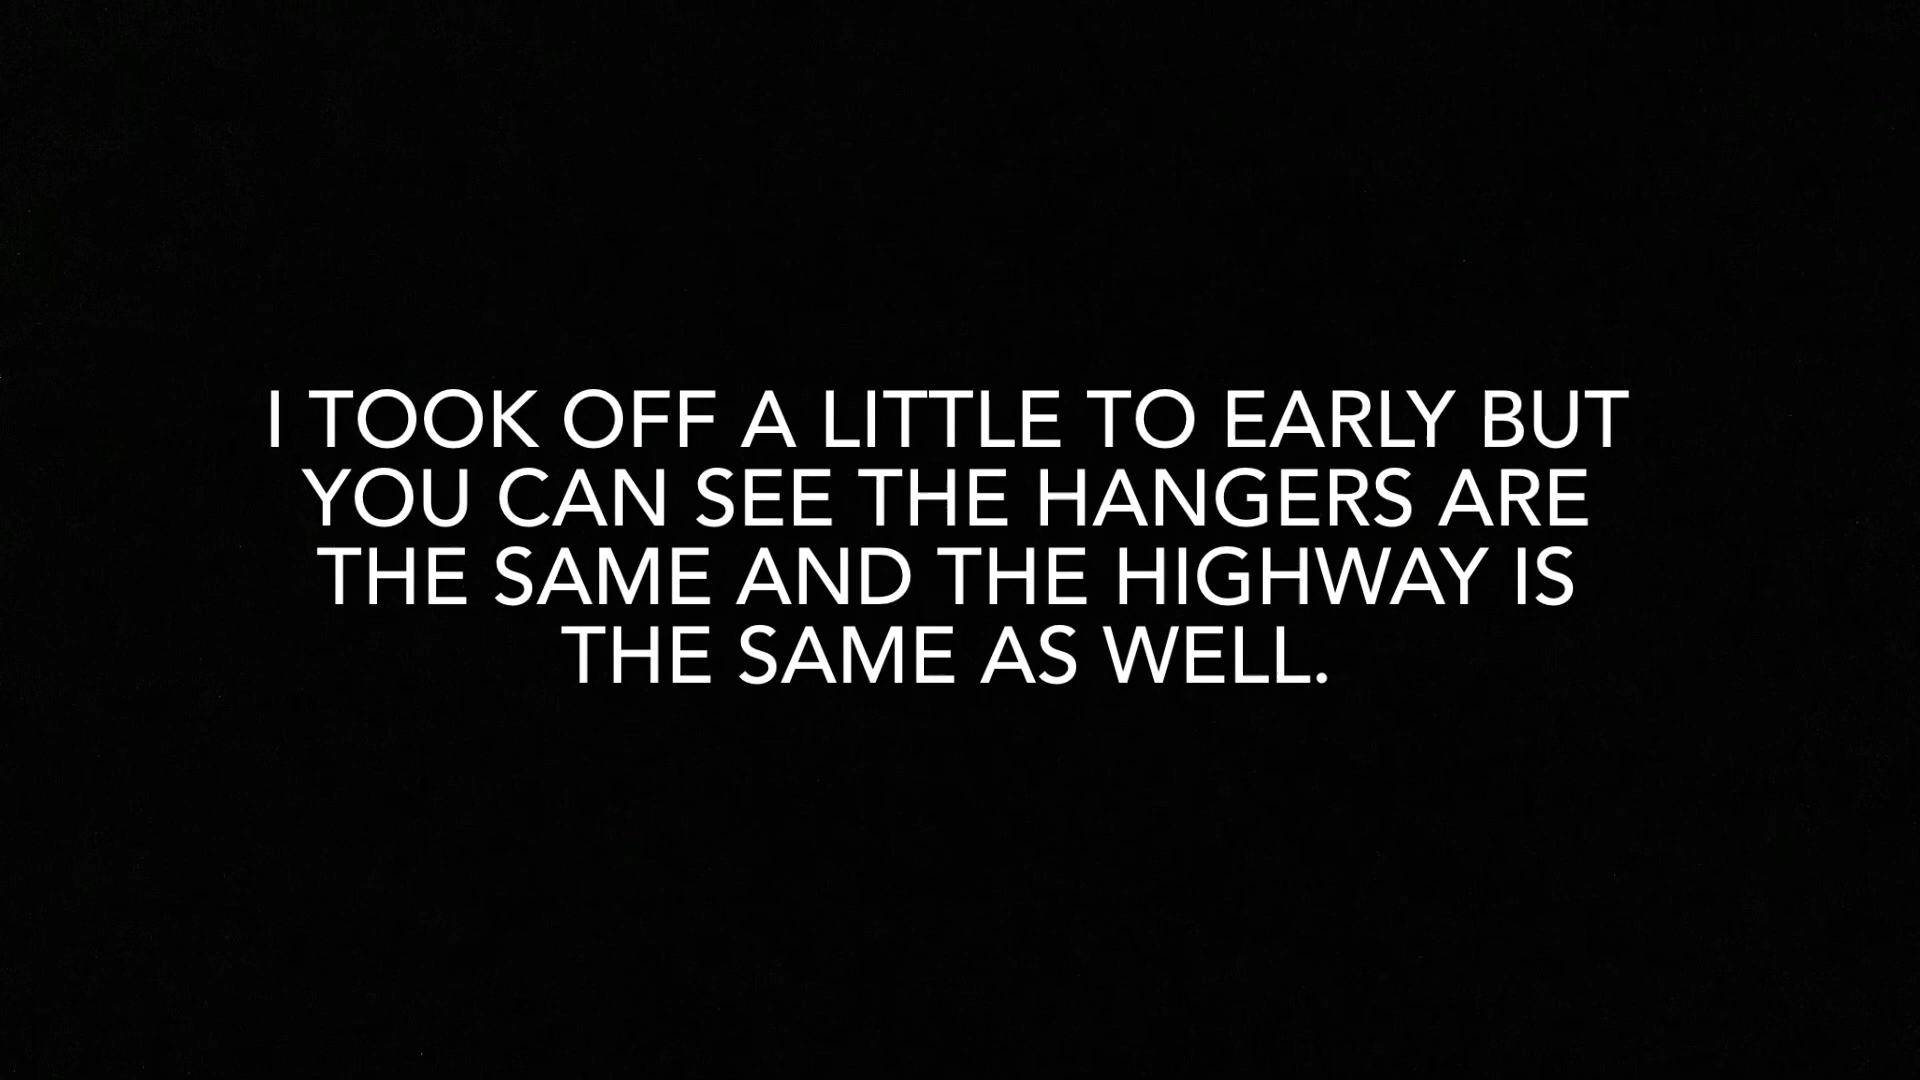 I TOOK OFF A LITTLE TO EARLY BUT
YOU CAN SEE THE HANGERS ARE
THE SAME AND THE HIGHWAY IS
THE SAME AS WELL.